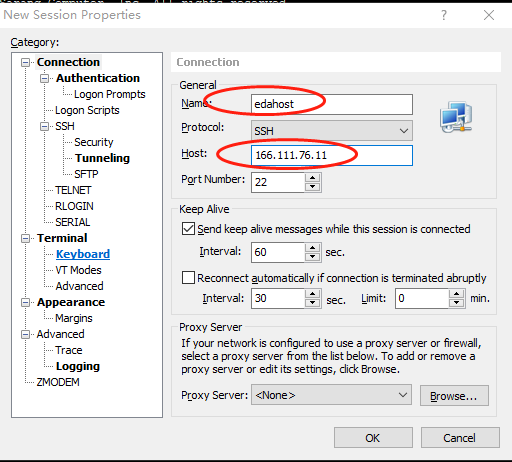 New Session Properties
Category:
Connection
Authentication
Logon Prompts
Logon Scripts
SSH
Security
Tunneling
SFTP
TELNET
RLOGIN
SERIAL
Terminal
Keyboard
VT Modes
Advanced
Appearance
Margins
Advanced
Trace
Logging
ZMODEM
Connection
General
Name: edahost
Protocol: SSH
Host: 166.111.76.11
Port Number: 22
Keep Alive
Send keep alive messages while this session is connected
Interval: 60 sec.
Reconnect automatically if connection is terminated abruptly
Interval: 30 sec. Limit: 0 min.
Proxy Server
If your network is configured to use a proxy server or firewall,
select a proxy server from the list below. To add or remove a
proxy server or edit its settings, click Browse.
Proxy Server: <None> Browse...
OK Cancel